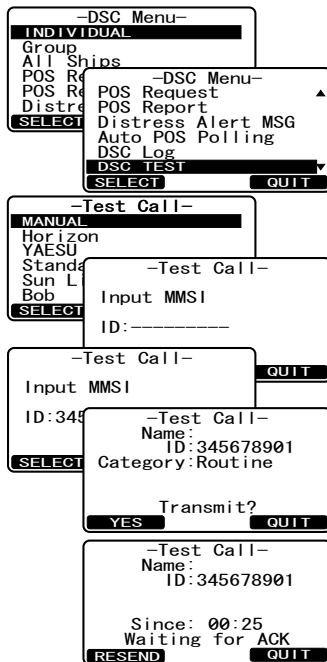 –DSC Menu–
INDIVIDUAL
Group
All Ships
POS Re
POS Re
Distre
SELECT
–DSC Menu–
POS Request
POS Report
Distress Alert MSG
Auto POS Polling
DSC Log
DSC TEST
SELECT QUIT
–Test Call–
MANUAL
Horizon
YAESU
Standa
Sun Li
Bob
SELECT
–Test Call–
Input MMSI
ID:–––––––––
QUIT
–Test Call–
Input MMSI
ID:345
SELECT
–Test Call–
Name:
ID:345678901
Category:Routine
Transmit?
YES QUIT
–Test Call–
Name:
ID:345678901
Since: 00:25
Waiting for ACK
RESEND QUIT